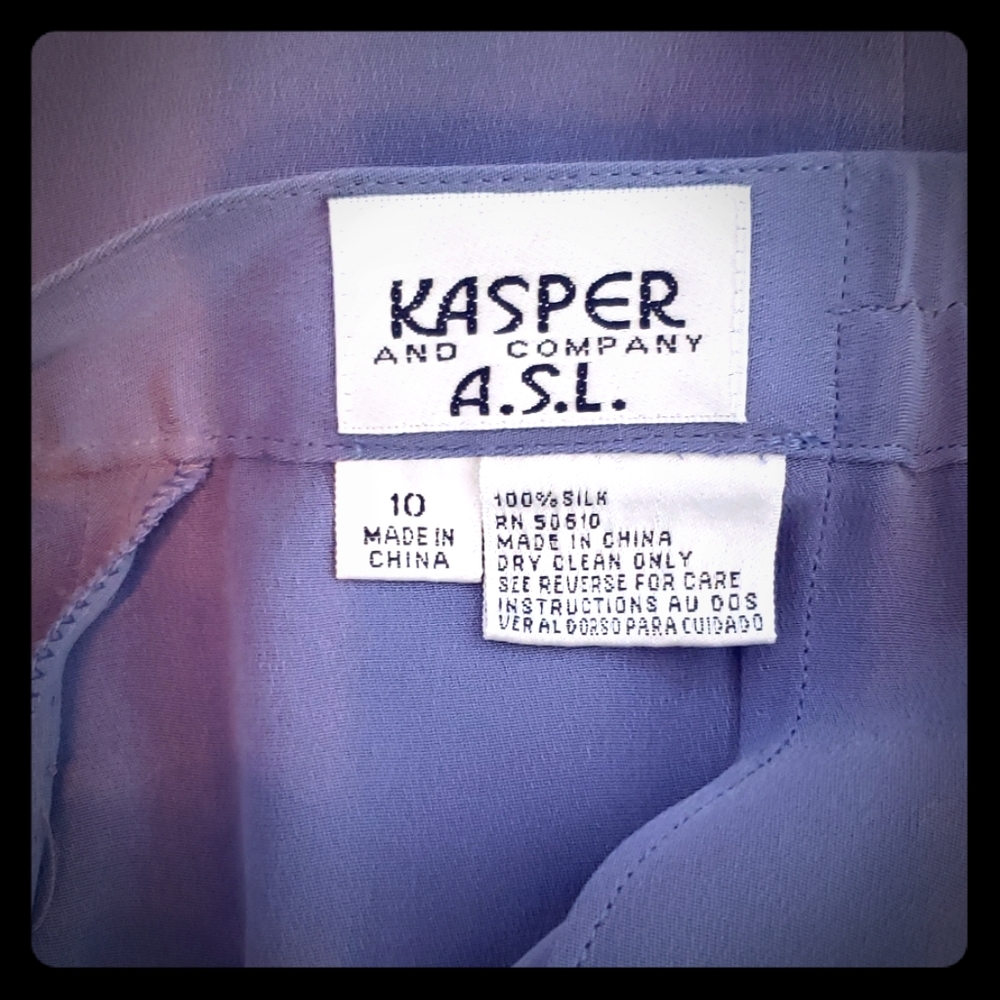 KASPER
AND COMPANY
A.S.L.
10
MADE IN
CHINA
100% SILK
RN 50610
MADE IN CHINA
DRY CLEAN ONLY
SEE REVERSE FOR CARE
INSTRUCTIONS AU DOS
VER AL DORSO PARA CUIDADO